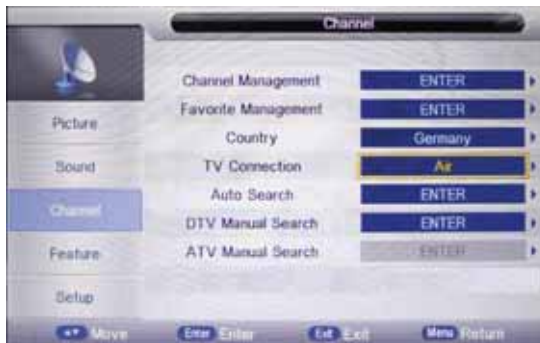 Channel
Channel Management ENTER
Favorite Management ENTER
Country Germany
TV Connection Air
Auto Search ENTER
DTV Manual Search ENTER
ATV Manual Search ENTER
Picture
Sound
Channel
Feature
Setup
Move Enter Enter Exit Exit Menu Return